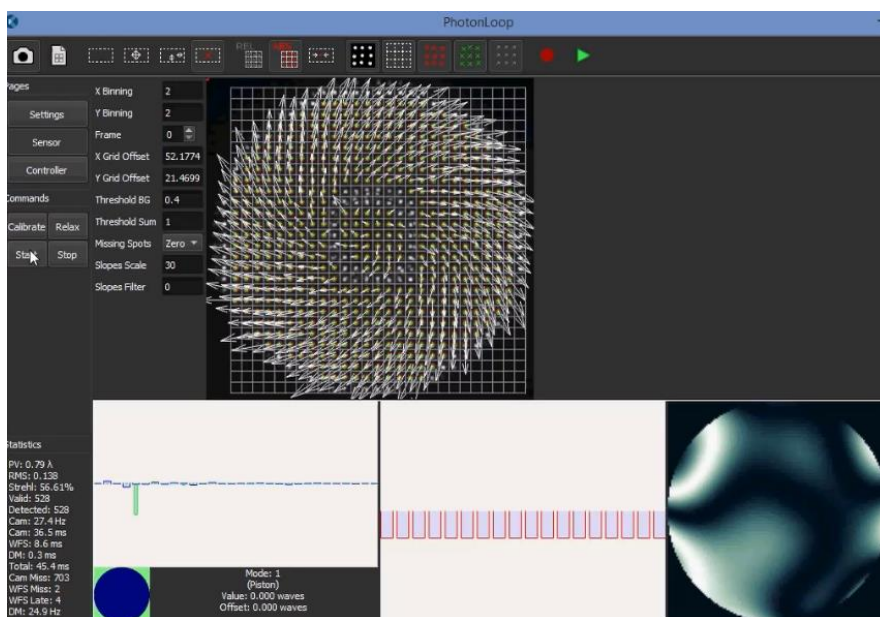 PhotonLoop
REL
ABS
Pages
Settings
Sensor
Controller
Commands
Calibrate Relax
Start Stop
X Binning 2
Y Binning 2
Frame 0
X Grid Offset 52.1774
Y Grid Offset 21.4699
Threshold BG 0.4
Threshold Sum 1
Missing Spots Zero
Slopes Scale 30
Slopes Filter 0
Statistics
PV: 0.79 λ
RMS: 0.138
Strehl: 56.61%
Valid: 528
Detected: 528
Cam: 27.4 Hz
Cam: 36.5 ms
WFS: 8.6 ms
DM: 0.3 ms
Total: 45.4 ms
Cam Miss: 703
WFS Miss: 2
WFS Late: 4
DM: 24.9 Hz
Mode: 1
(Piston)
Value: 0.000 waves
Offset: 0.000 waves